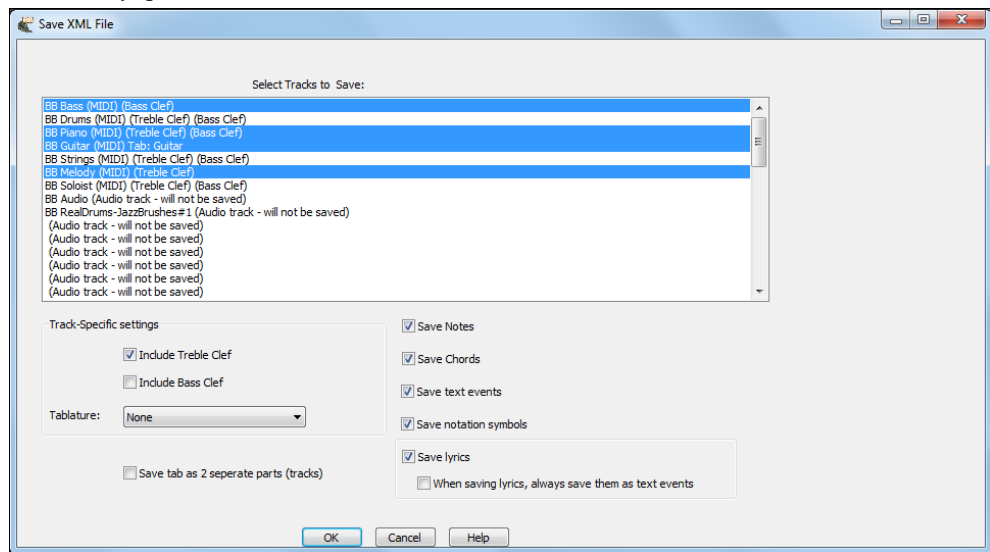 Save XML File
Select Tracks to Save:
BB Bass (MIDI) (Bass Clef)
BB Drums (MIDI) (Treble Clef) (Bass Clef)
BB Piano (MIDI) (Treble Clef) (Bass Clef)
BB Guitar (MIDI) Tab: Guitar
BB Strings (MIDI) (Treble Clef) (Bass Clef)
BB Melody (MIDI) (Treble Clef)
BB Soloist (MIDI) (Treble Clef) (Bass Clef)
BB Audio (Audio track - will not be saved)
BB RealDrums-JazzBrushes#1 (Audio track - will not be saved)
(Audio track - will not be saved)
(Audio track - will not be saved)
(Audio track - will not be saved)
(Audio track - will not be saved)
(Audio track - will not be saved)
(Audio track - will not be saved)
Track-Specific settings
Include Treble Clef
Include Bass Clef
Tablature: None
Save tab as 2 seperate parts (tracks)
Save Notes
Save Chords
Save text events
Save notation symbols
Save lyrics
When saving lyrics, always save them as text events
OK Cancel Help